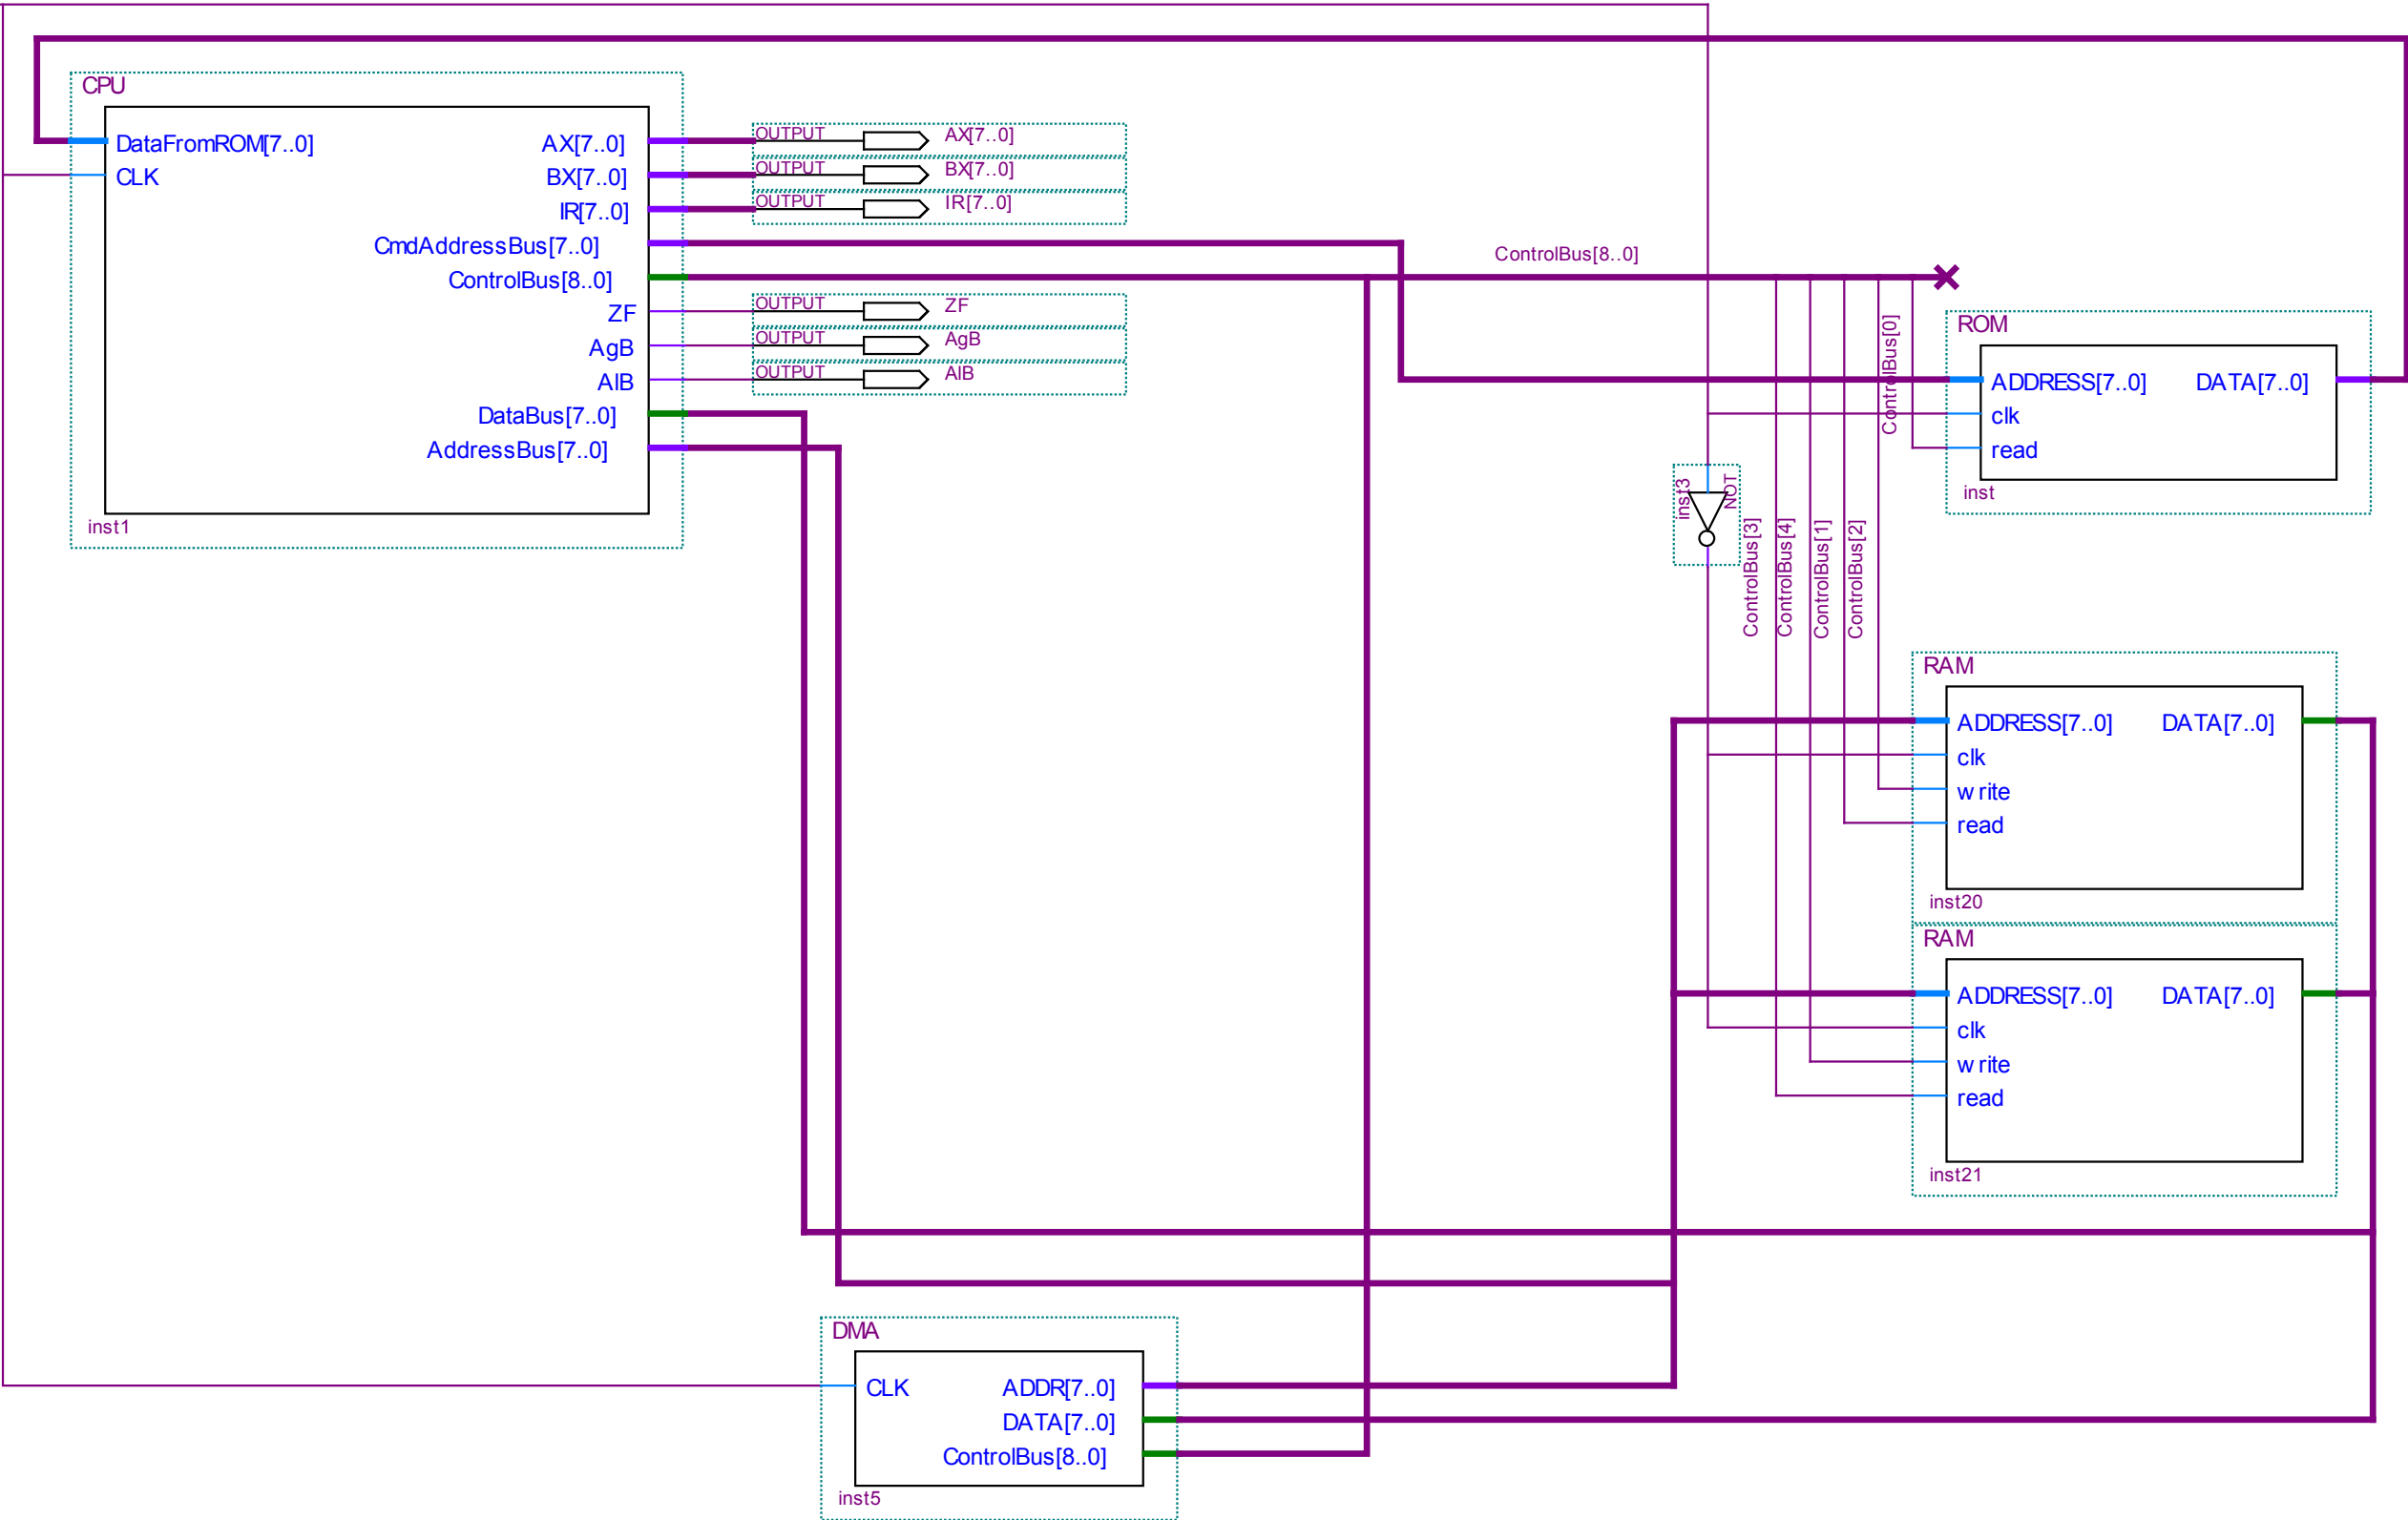 CPU
DataFromROM[7..0]
CLK
AX[7..0]
BX[7..0]
IR[7..0]
CmdAddressBus[7..0]
ControlBus[8..0]
ZF
AgB
AlB
DataBus[7..0]
AddressBus[7..0]
inst1
OUTPUT AX[7..0]
OUTPUT BX[7..0]
OUTPUT IR[7..0]
OUTPUT ZF
OUTPUT AgB
OUTPUT AlB
ControlBus[8..0]
ControlBus[0]
ROM
ADDRESS[7..0] DATA[7..0]
clk
read
inst
inst3
NOT
ControlBus[3]
ControlBus[4]
ControlBus[1]
ControlBus[2]
RAM
ADDRESS[7..0] DATA[7..0]
clk
write
read
inst20
RAM
ADDRESS[7..0] DATA[7..0]
clk
write
read
inst21
DMA
CLK ADDR[7..0]
DATA[7..0]
ControlBus[8..0]
inst5